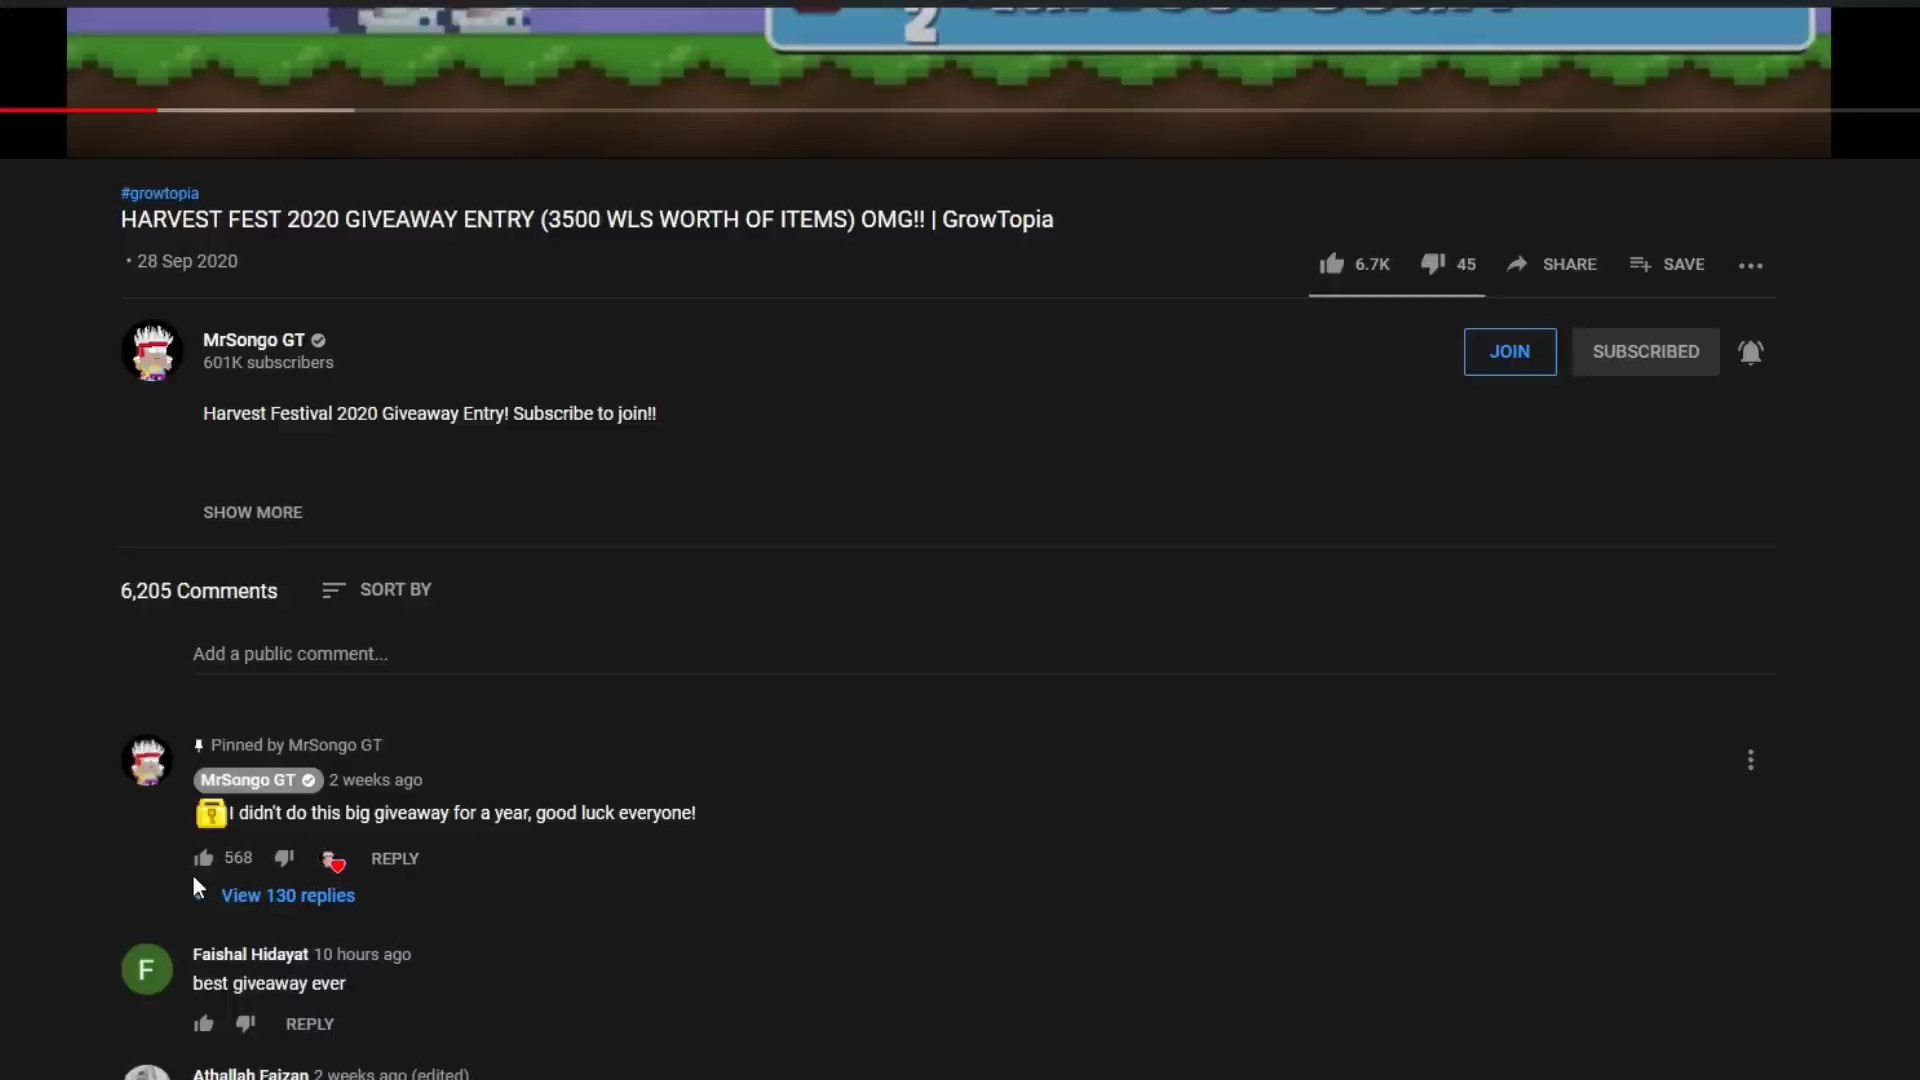 2
#growtopia
HARVEST FEST 2020 GIVEAWAY ENTRY (3500 WLS WORTH OF ITEMS) OMG!! | GrowTopia
• 28 Sep 2020
6.7K 45 SHARE SAVE
MrSongo GT
601K subscribers
JOIN SUBSCRIBED
Harvest Festival 2020 Giveaway Entry! Subscribe to join!!
SHOW MORE
6,205 Comments SORT BY
Add a public comment...
Pinned by MrSongo GT
MrSongo GT 2 weeks ago
I didn't do this big giveaway for a year, good luck everyone!
568 REPLY
View 130 replies
F
Faishal Hidayat 10 hours ago
best giveaway ever
REPLY
Athallah Faizan 2 weeks ago (edited)